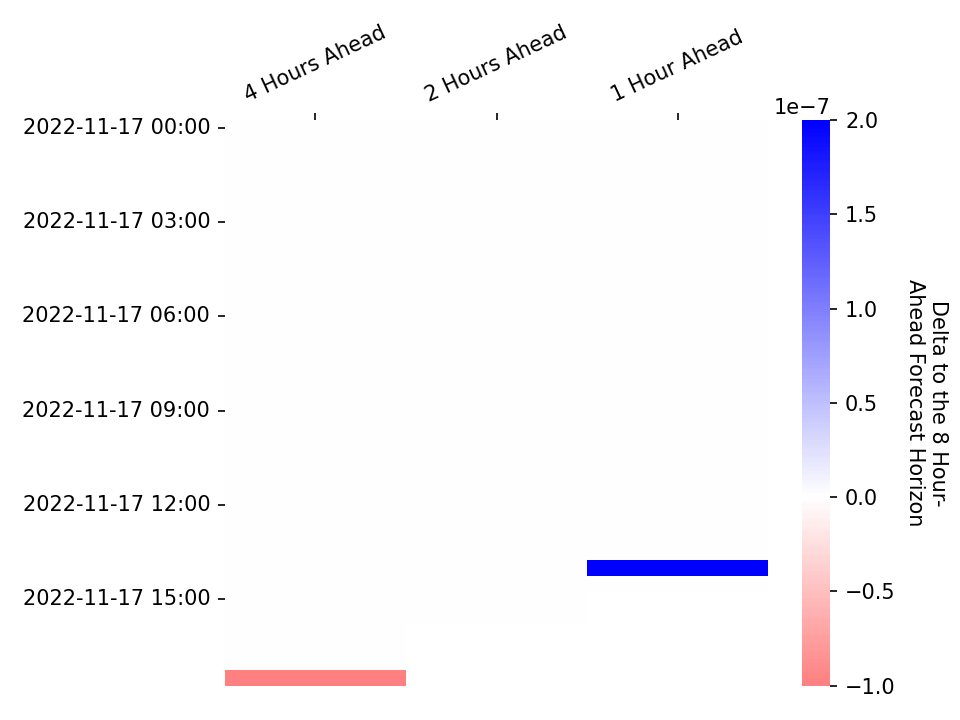 4 Hours Ahead
2 Hours Ahead
1 Hour Ahead
1e−7
2022-11-17 00:00
2022-11-17 03:00
2022-11-17 06:00
2022-11-17 09:00
2022-11-17 12:00
2022-11-17 15:00
2.0
1.5
1.0
0.5
0.0
−0.5
−1.0
Delta to the 8 Hour-
Ahead Forecast Horizon